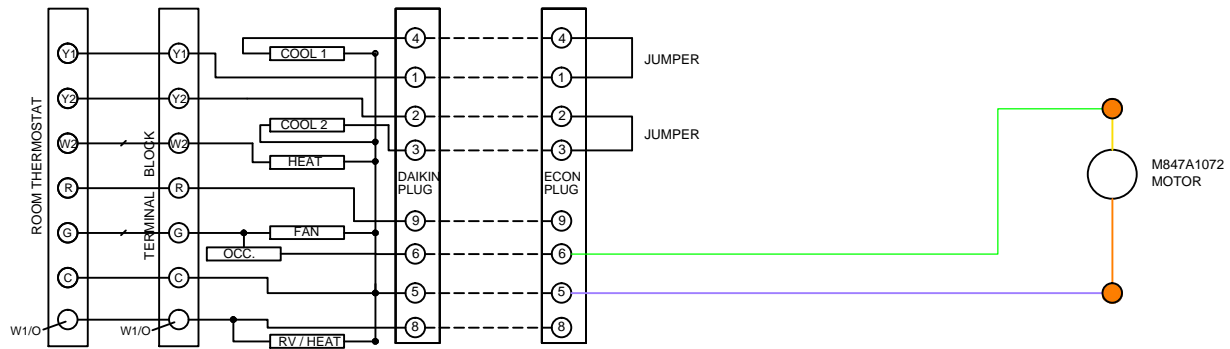 ROOM THERMOSTAT
Y1
Y2
W2
R
G
C
W1/O
TERMINAL BLOCK
Y1
Y2
W2
R
G
C
W1/O
COOL 1
COOL 2
HEAT
FAN
OCC.
RV / HEAT
4
1
2
3
DAIKIN
PLUG
9
6
5
8
4
1
2
3
ECON
PLUG
9
6
5
8
JUMPER
JUMPER
M847A1072
MOTOR